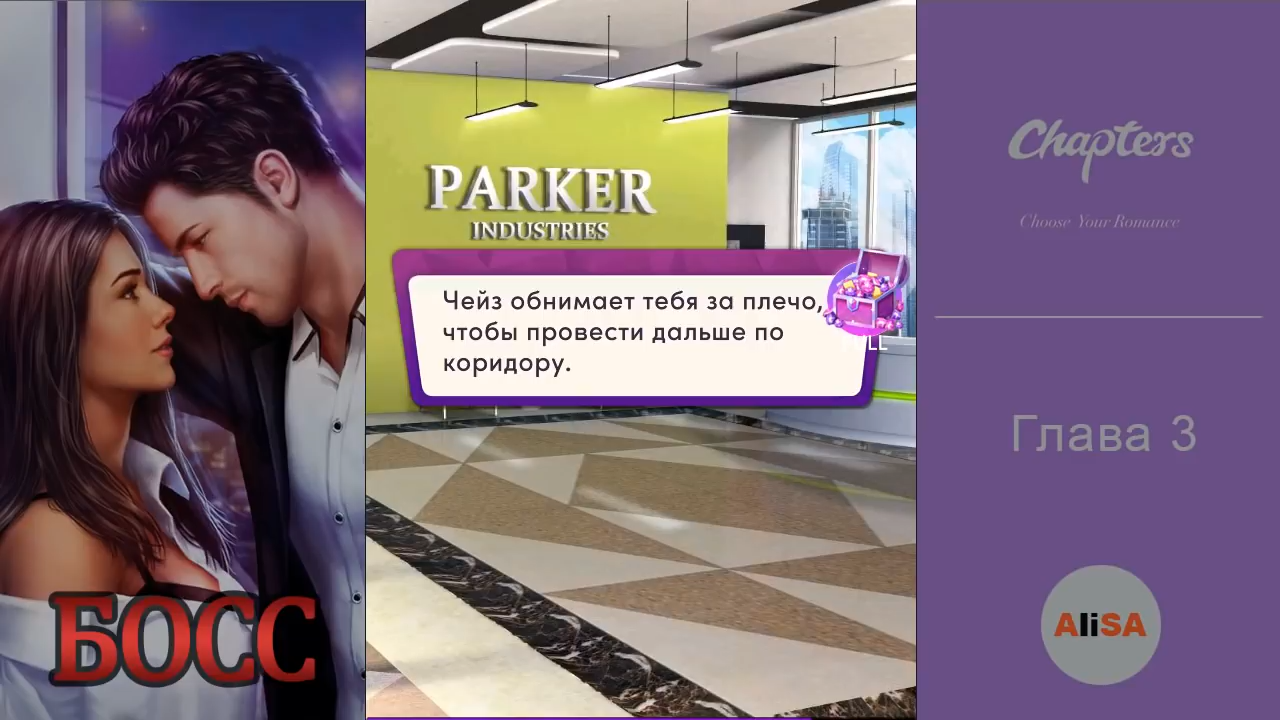 PARKER
INDUSTRIES
Чейз обнимает тебя за плечо,
чтобы провести дальше по
коридору.
БОСС
Chapters
Choose Your Romance
Глава 3
AliSA